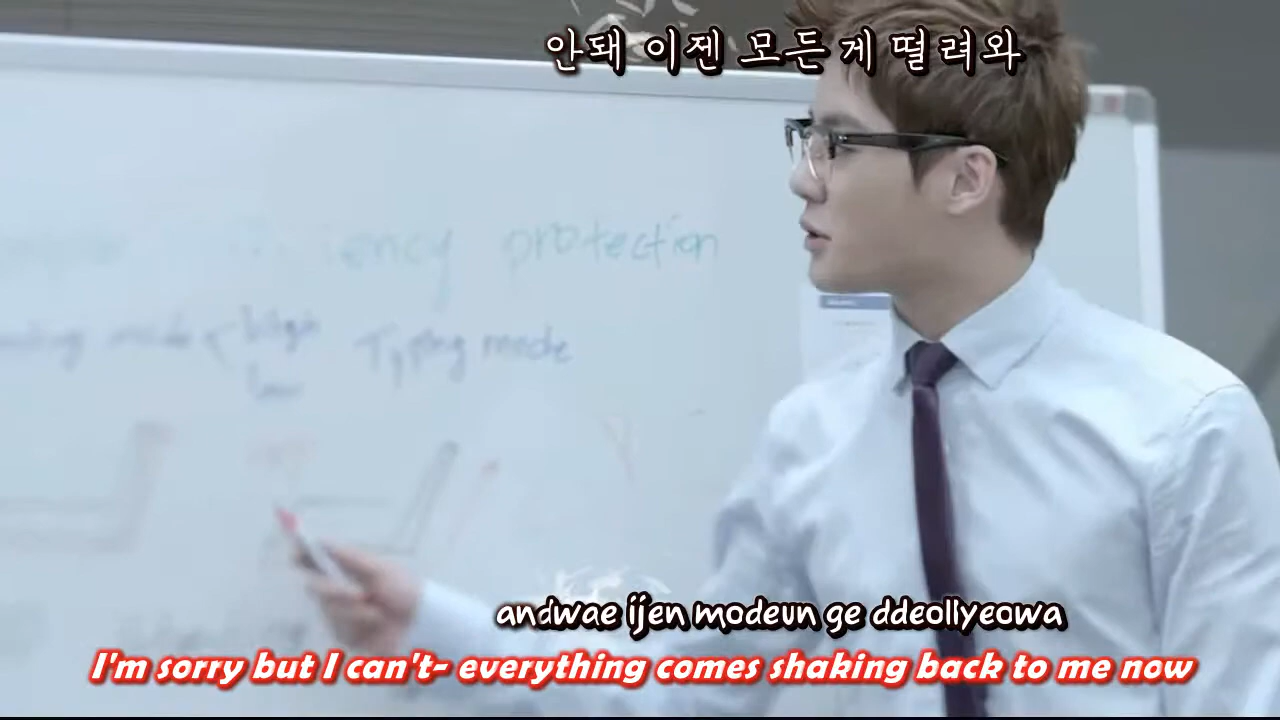 안돼 이젠 모든 게 떨려와
protection
Typing mode
andwae ijen modeun ge ddeollyeowa
I'm sorry but I can't- everything comes shaking back to me now